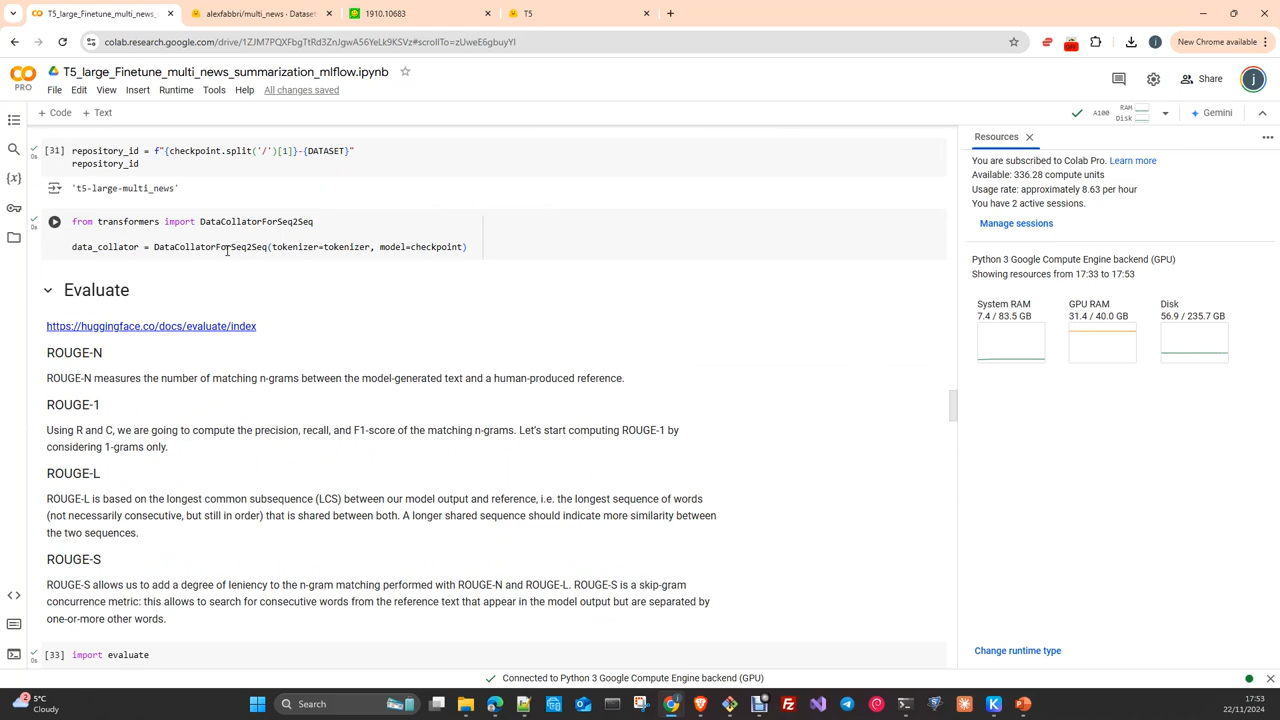 T5_large_Finetune_multi_news_s
alexfabbri/multi_news · Dataset
1910.10683
T5
colab.research.google.com/drive/1ZJM7PQXFbgTtRd3ZnJgwA56YeLk9KSVz#scrollTo=zUweE6gbuyYI
OFF
New Chrome available
CO
PRO
T5_large_Finetune_multi_news_summarization_mlflow.ipynb
Share
File Edit View Insert Runtime Tools Help All changes saved
+ Code + Text
A100
RAM
Disk
Gemini
[31] repository_id = f"{checkpoint.split('/')[1]}-{DATASET}"
0s
repository_id
't5-large-multi_news'
from transformers import DataCollatorForSeq2Seq
0s
data_collator = DataCollatorForSeq2Seq(tokenizer=tokenizer, model=checkpoint)
Evaluate
https://huggingface.co/docs/evaluate/index
ROUGE-N
ROUGE-N measures the number of matching n-grams between the model-generated text and a human-produced reference.
ROUGE-1
Using R and C, we are going to compute the precision, recall, and F1-score of the matching n-grams. Let's start computing ROUGE-1 by
considering 1-grams only.
ROUGE-L
ROUGE-L is based on the longest common subsequence (LCS) between our model output and reference, i.e. the longest sequence of words
(not necessarily consecutive, but still in order) that is shared between both. A longer shared sequence should indicate more similarity between
the two sequences.
ROUGE-S
ROUGE-S allows us to add a degree of leniency to the n-gram matching performed with ROUGE-N and ROUGE-L. ROUGE-S is a skip-gram
concurrence metric: this allows to search for consecutive words from the reference text that appear in the model output but are separated by
one-or-more other words.
[33] import evaluate
0s
Resources
You are subscribed to Colab Pro. Learn more
Available: 336.28 compute units
Usage rate: approximately 8.63 per hour
You have 2 active sessions.
Manage sessions
Python 3 Google Compute Engine backend (GPU)
Showing resources from 17:33 to 17:53
System RAM
7.4 / 83.5 GB
GPU RAM
31.4 / 40.0 GB
Disk
56.9 / 235.7 GB
Change runtime type
Connected to Python 3 Google Compute Engine backend (GPU)
2
5°C
Cloudy
Search
17:53
22/11/2024